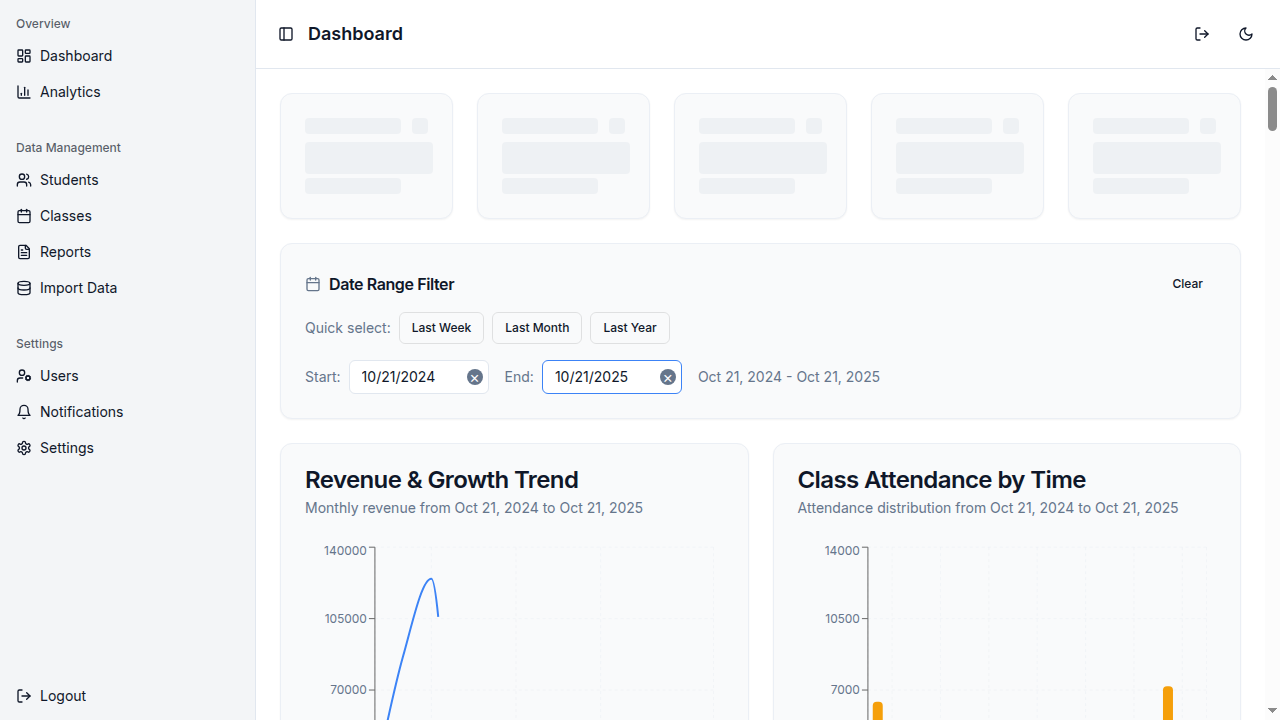 Overview
Dashboard
Analytics
Data Management
Students
Classes
Reports
Import Data
Settings
Users
Notifications
Settings
Logout
Dashboard
Date Range Filter
Clear
Quick select: Last Week Last Month Last Year
Start: 10/21/2024 End: 10/21/2025 Oct 21, 2024 - Oct 21, 2025
Revenue & Growth Trend
Monthly revenue from Oct 21, 2024 to Oct 21, 2025
140000
105000
70000
Class Attendance by Time
Attendance distribution from Oct 21, 2024 to Oct 21, 2025
14000
10500
7000